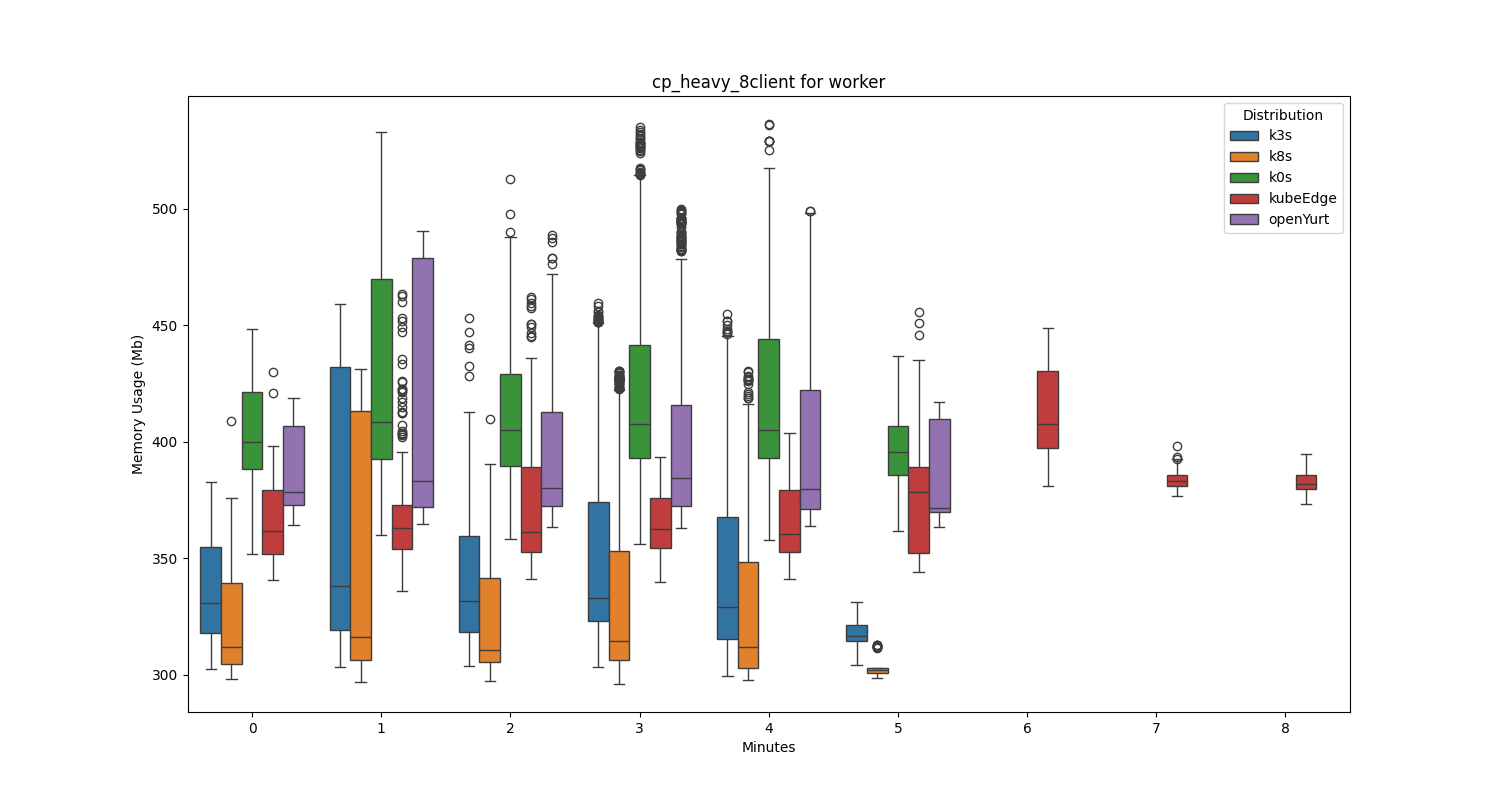 cp_heavy_8client for worker
Distribution
k3s
k8s
k0s
kubeEdge
openYurt
Memory Usage (Mb)
500
450
400
350
300
0 1 2 3 4 5 6 7 8
Minutes